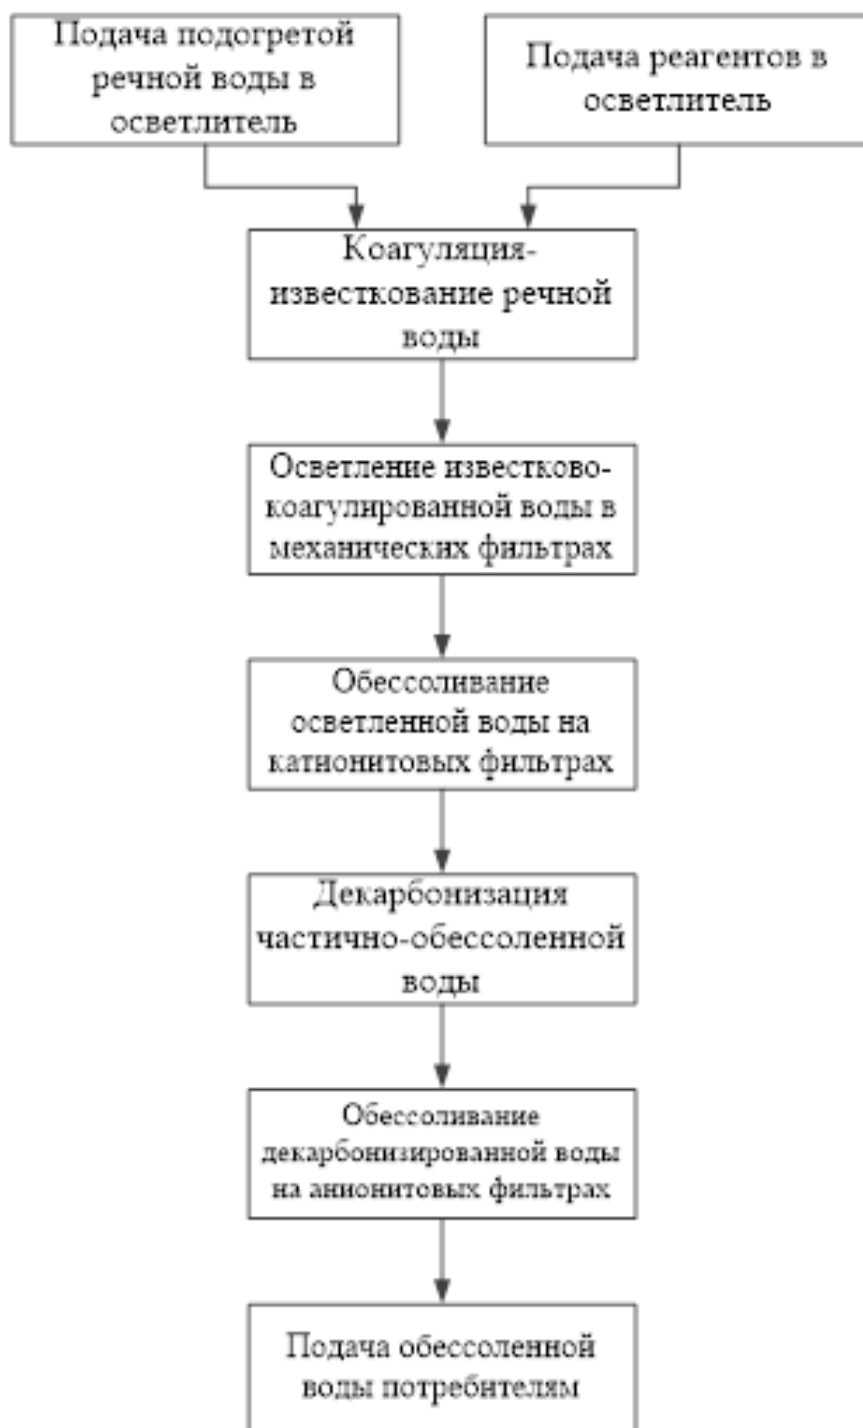 Подача подогретой
речной воды в
осветлитель
Подача реагентов в
осветлитель
Коагуляция-
известкование речной
воды
Осветление известково-
коагулированной воды в
механических фильтрах
Обессоливание
осветленной воды на
катионитовых фильтрах
Декарбонизация
частично-обессоленной
воды
Обессоливание
декарбонизированной воды
на анионитовых фильтрах
Подача обессоленной
воды потребителям